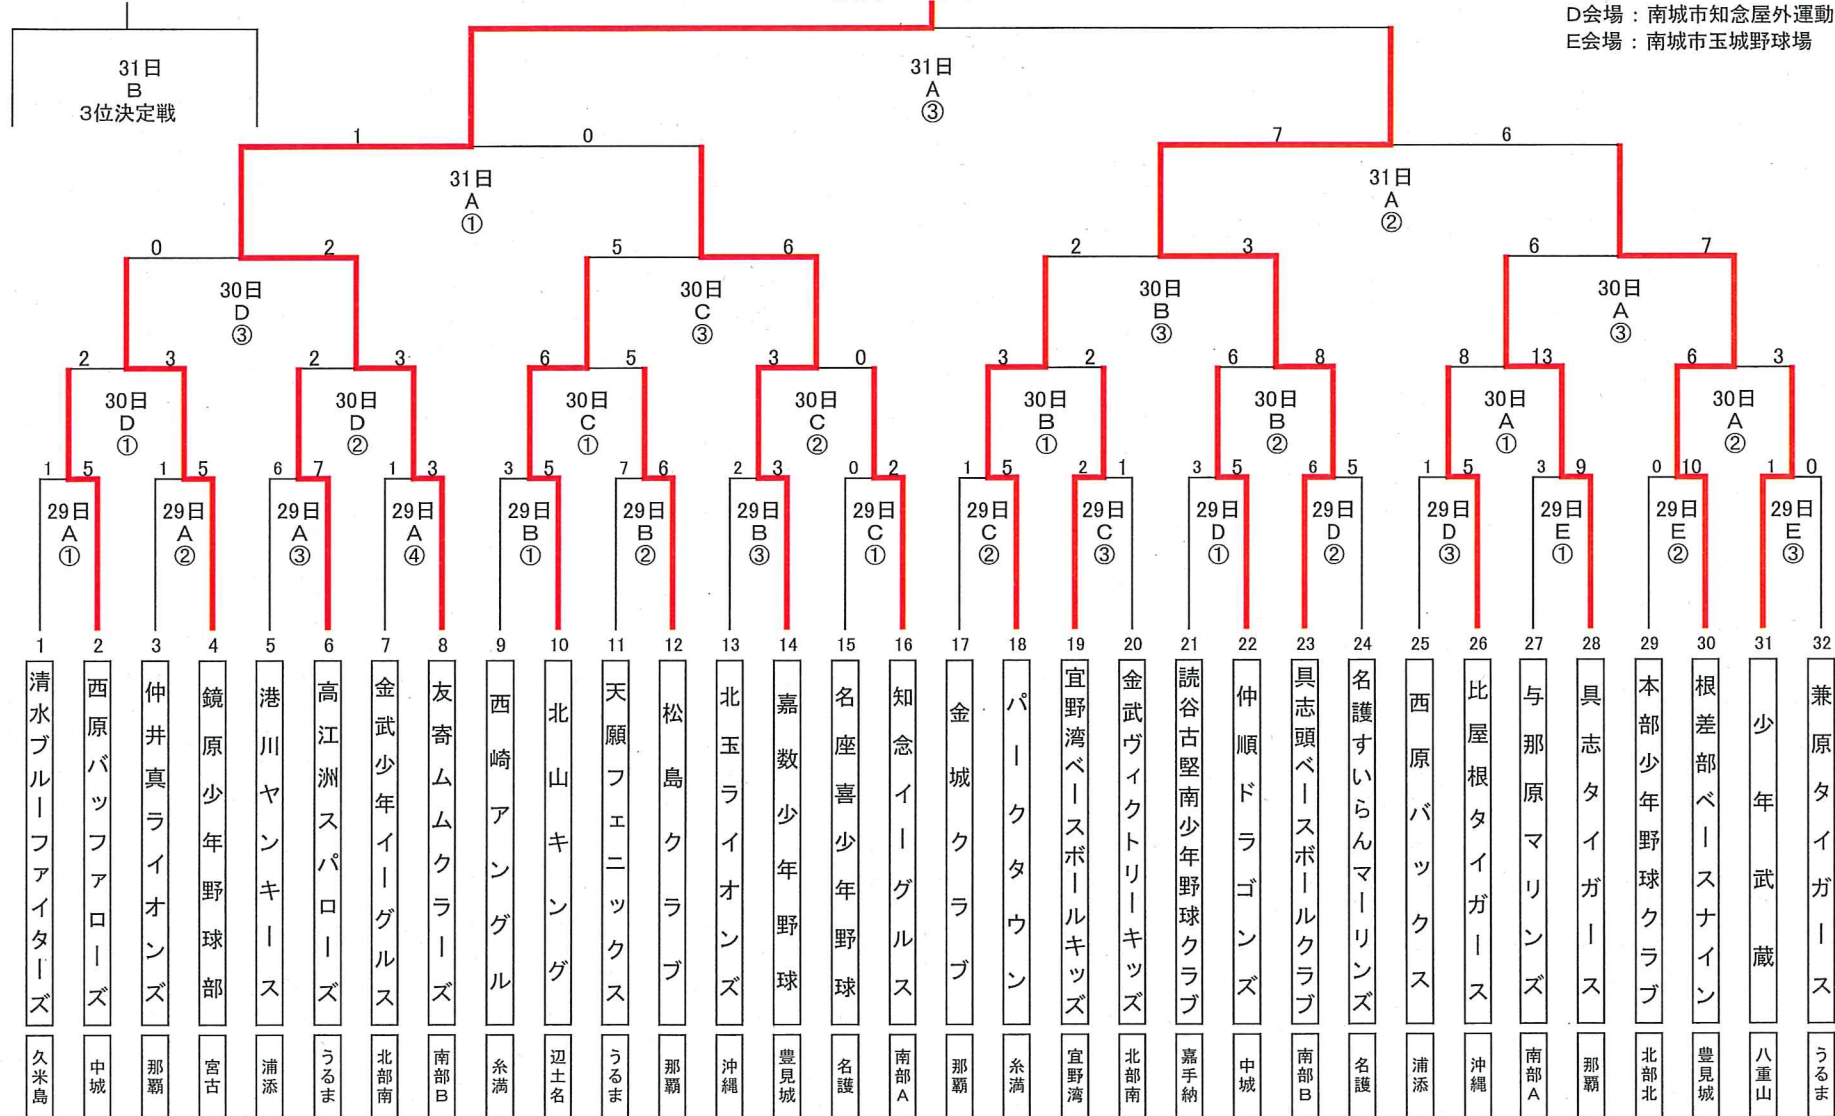 D会場：南城市知念屋外運動
E会場：南城市玉城野球場
31日
B
3位決定戦
31日
A
③
1 0 7 6
31日
A
①
31日
A
②
0 2 5 6 2 3 6 7
30日
D
③
30日
C
③
30日
B
③
30日
A
③
2 3 2 3 6 5 3 0 3 2 6 8 8 13 6 3
30日
D
①
30日
D
②
30日
C
①
30日
C
②
30日
B
①
30日
B
②
30日
A
①
30日
A
②
1 5 1 5 6 7 1 3 3 5 7 6 2 3 0 2 1 5 2 1 3 5 6 5 1 5 3 9 0 10 1 0
29日
A
①
29日
A
②
29日
A
③
29日
A
④
29日
B
①
29日
B
②
29日
B
③
29日
C
①
29日
C
②
29日
C
③
29日
D
①
29日
D
②
29日
D
③
29日
E
①
29日
E
②
29日
E
③
1 2 3 4 5 6 7 8 9 10 11 12 13 14 15 16 17 18 19 20 21 22 23 24 25 26 27 28 29 30 31 32
清水ブルーファイターズ
西原バッファローズ
仲井真ライオンズ
鏡原少年野球部
港川ヤンキース
高江洲スパローズ
金武少年イーグルス
友寄ムムムクラーズ
西崎アングル
北山キング
天願フェニックス
松島クラブ
北玉ライオンズ
嘉数少年野球
名座喜少年野球
知念イーグルス
金城クラブ
パークタウン
宜野湾ベースボールキッズ
金武ヴィクトリーキッズ
読谷古堅南少年野球クラブ
仲順ドラゴンズ
具志頭ベースボールクラブ
名護すいらんマーリンズ
西原バックス
比屋根タイガース
与那原マリンズ
具志タイガース
本部少年野球クラブ
根差部ベースナイン
少年武蔵
兼原タイガース
久米島
中城
那覇
宮古
浦添
うるま
北部南
南部B
糸満
辺土名
うるま
那覇
沖縄
豊見城
名護
南部A
那覇
糸満
宜野湾
北部南
嘉手納
中城
南部B
名護
浦添
沖縄
南部A
那覇
北部北
豊見城
八重山
うるま